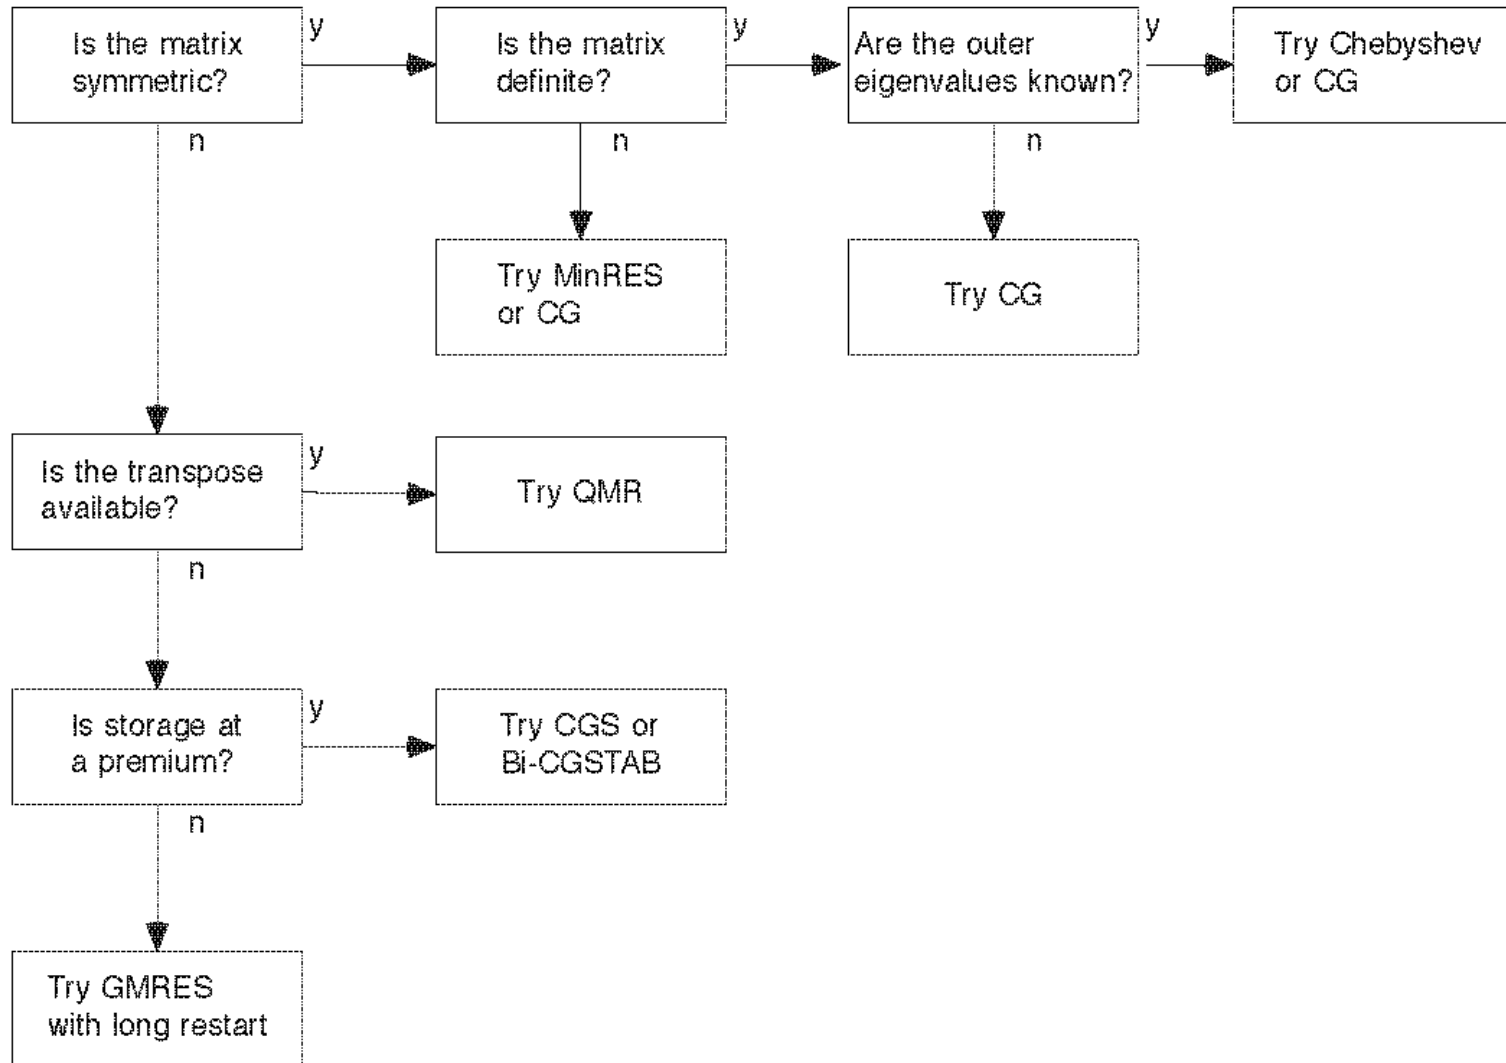 Is the matrix
symmetric?
y
n
Is the matrix
definite?
y
n
Are the outer
eigenvalues known?
y
n
Try Chebyshev
or CG
Try MinRES
or CG
Try CG
Is the transpose
available?
y
n
Try QMR
Is storage at
a premium?
y
n
Try CGS or
Bi-CGSTAB
Try GMRES
with long restart